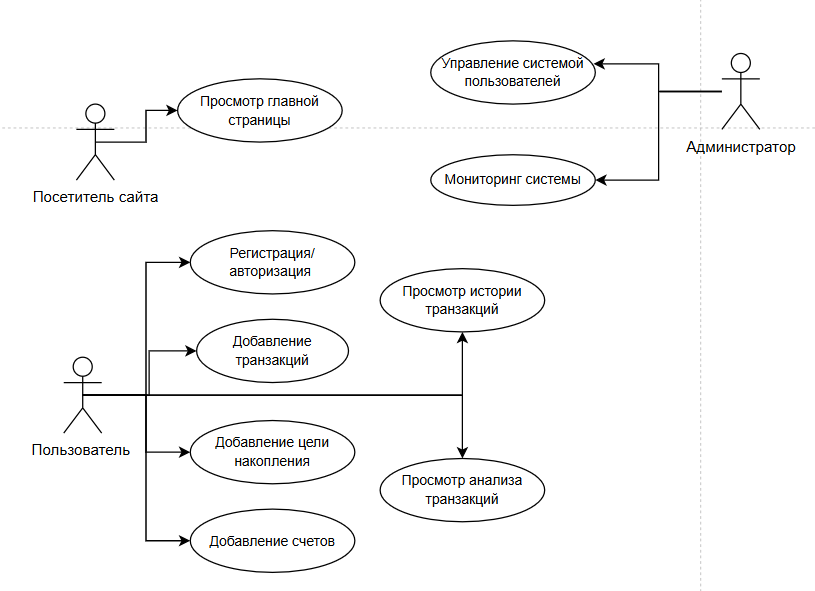 Управление системой
пользователей
Администратор
Просмотр главной
страницы
Посетитель сайта
Мониторинг системы
Регистрация/
авторизация
Просмотр истории
транзакций
Добавление
транзакций
Пользователь
Добавление цели
накопления
Просмотр анализа
транзакций
Добавление счетов